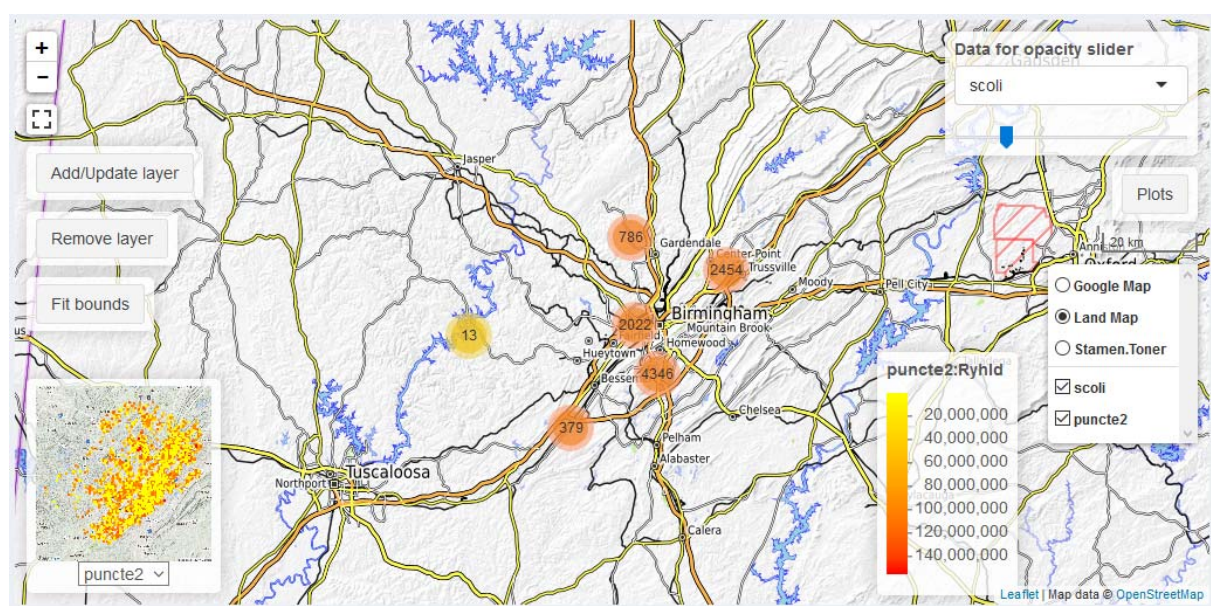 +
−
Add/Update layer
Remove layer
Fit bounds
puncte2
Data for opacity slider
scoli
Plots
20 km
Google Map
Land Map
Stamen.Toner
scoli
puncte2
puncte2:Ryhld
20,000,000
40,000,000
60,000,000
80,000,000
100,000,000
120,000,000
140,000,000
Gadsden
Jasper
786
Gardendale
Center-Point
2454
Trussville
Moody
Pell City
Oxford
13
2022
Birmingham
Mountain Brook
Homewood
Hueytown
4346
Chelsea
379
Pelham
Alabaster
Tuscaloosa
Northport
Calera
Leaflet | Map data © OpenStreetMap